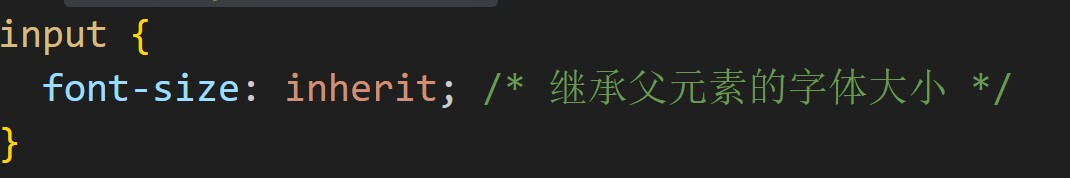 input {
  font-size: inherit; /* 继承父元素的字体大小 */
}